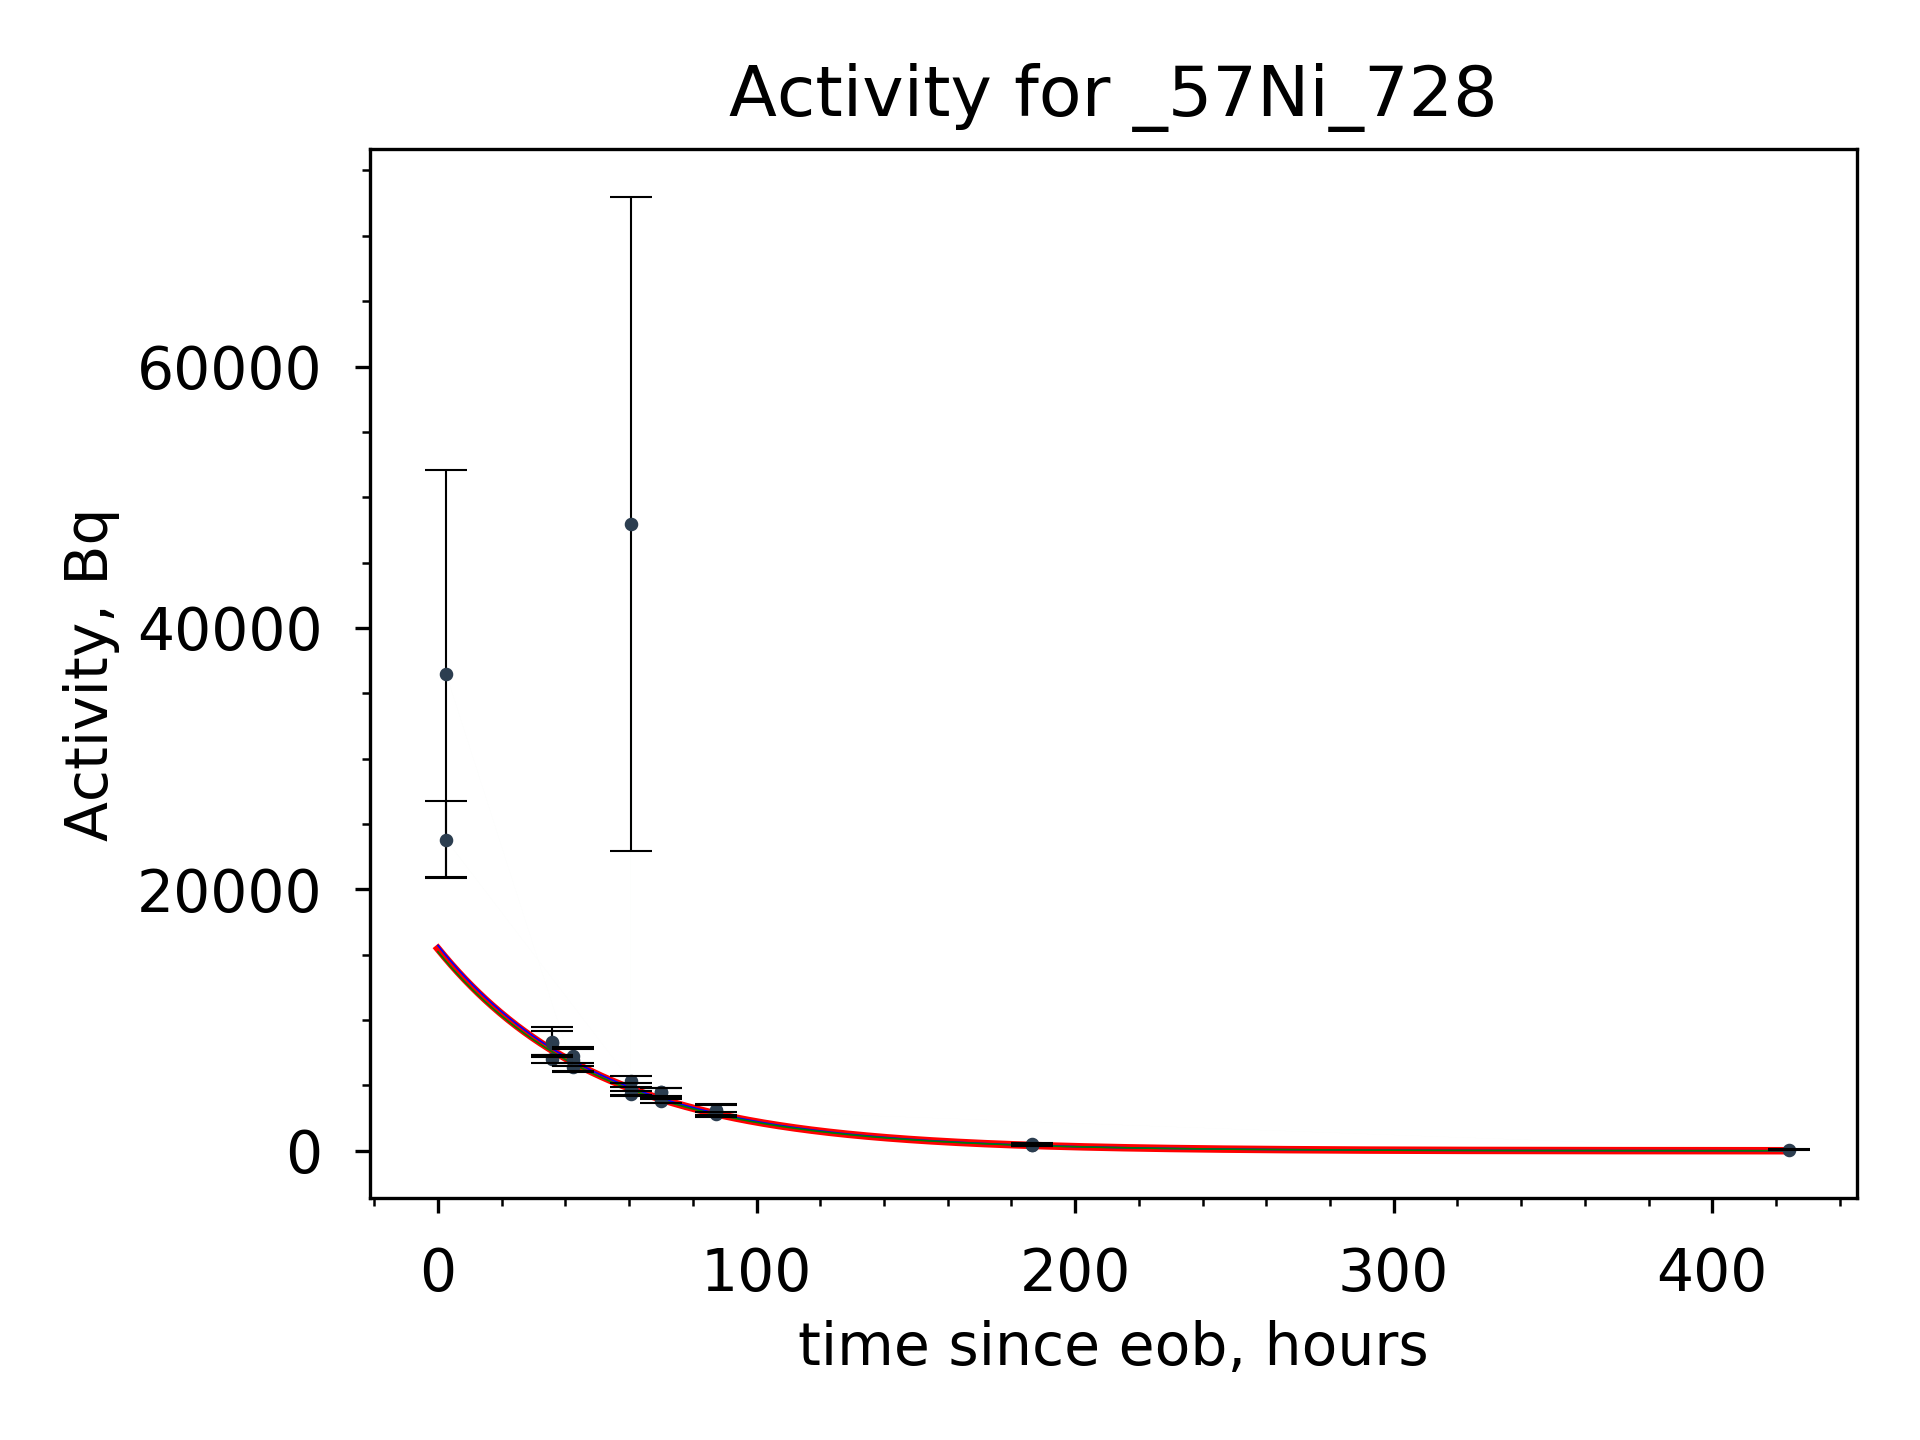 Activity for _57Ni_728
Activity, Bq
60000
40000
20000
0
0 100 200 300 400
time since eob, hours